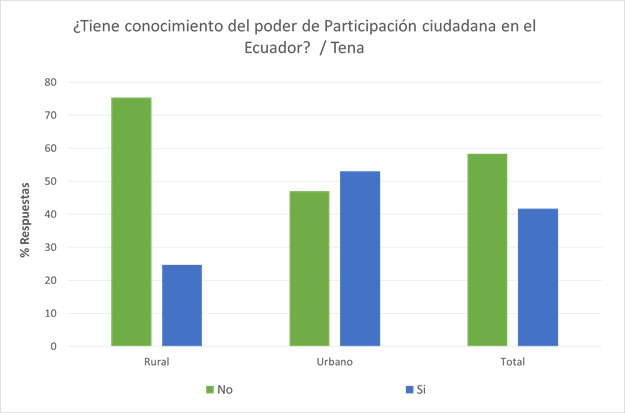 ¿Tiene conocimiento del poder de Participación ciudadana en el
Ecuador?  / Tena
80
70
60
50
40
30
20
10
0
% Respuestas
Rural
Urbano
Total
No
Si